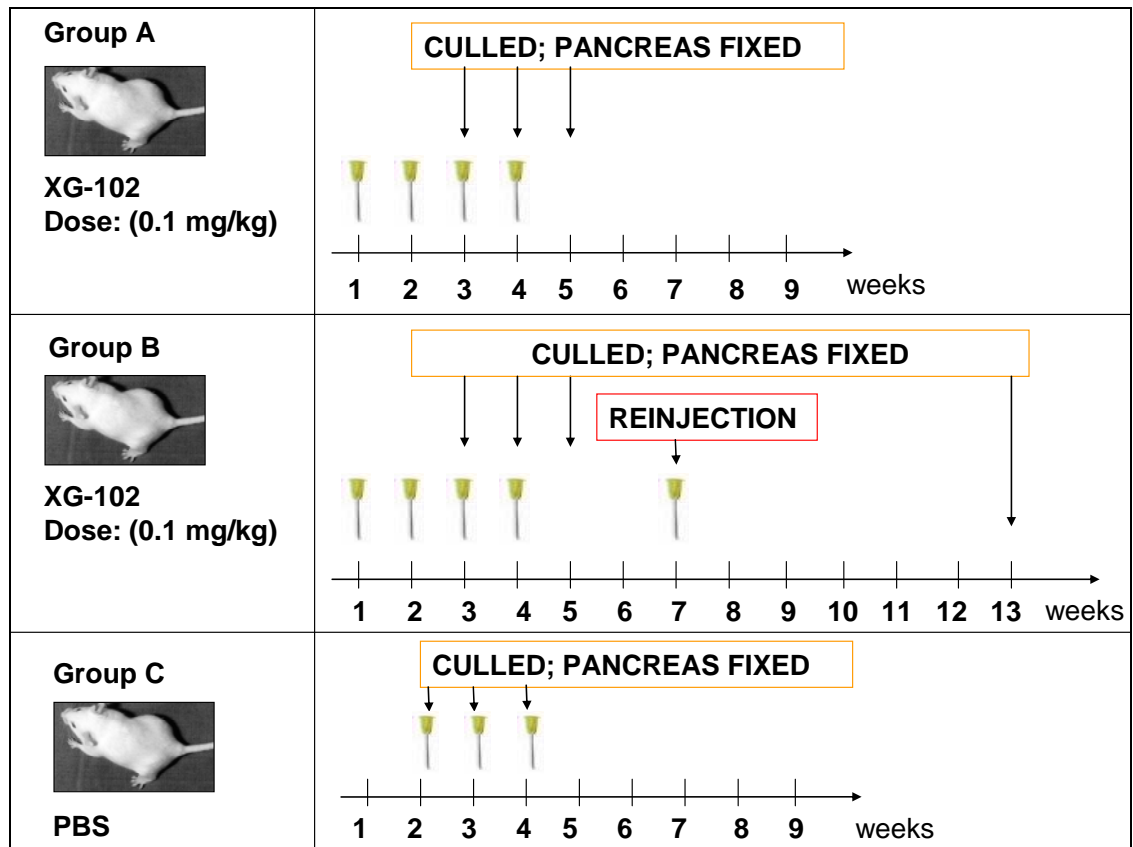 Group A
CULLED; PANCREAS FIXED
XG-102
Dose: (0.1 mg/kg)
1 2 3 4 5 6 7 8 9 weeks
Group B
CULLED; PANCREAS FIXED
REINJECTION
XG-102
Dose: (0.1 mg/kg)
1 2 3 4 5 6 7 8 9 10 11 12 13 weeks
Group C
CULLED; PANCREAS FIXED
PBS
1 2 3 4 5 6 7 8 9 weeks